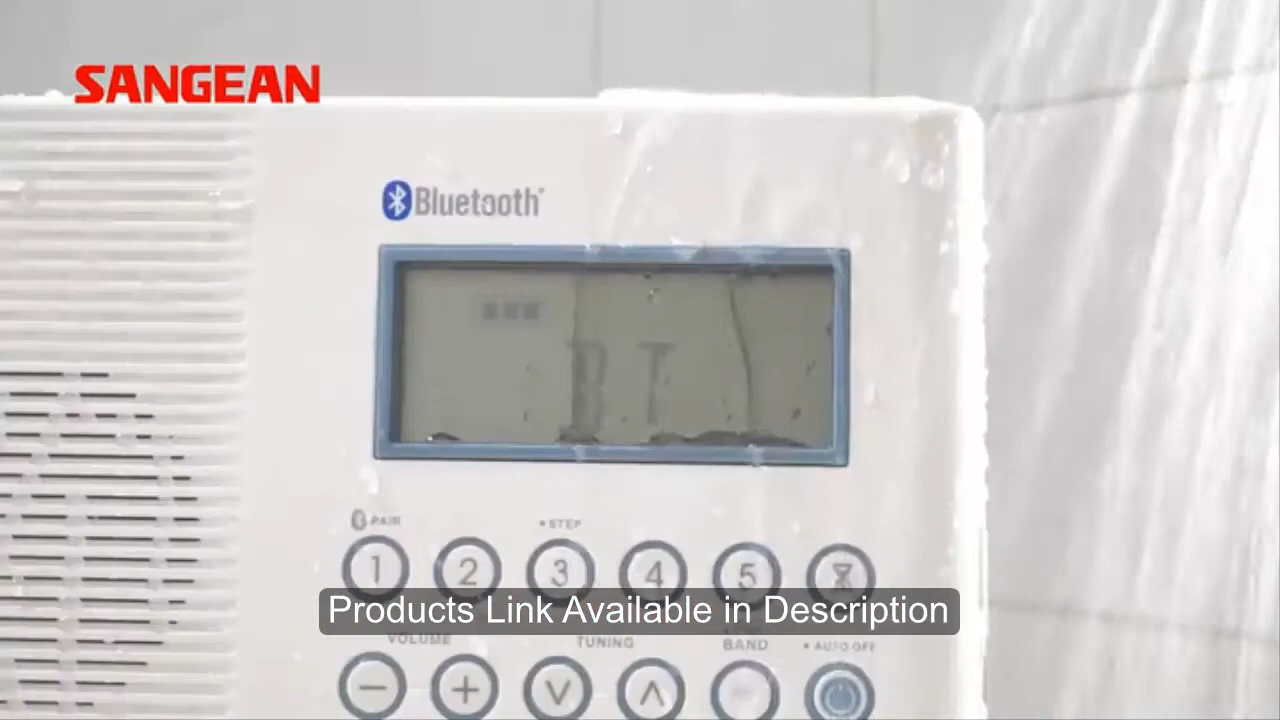 SANGEAN
Bluetooth
BT
PAIR
• STEP
1 2 3 4 5
Products Link Available in Description
VOLUME TUNING BAND • AUTO OFF